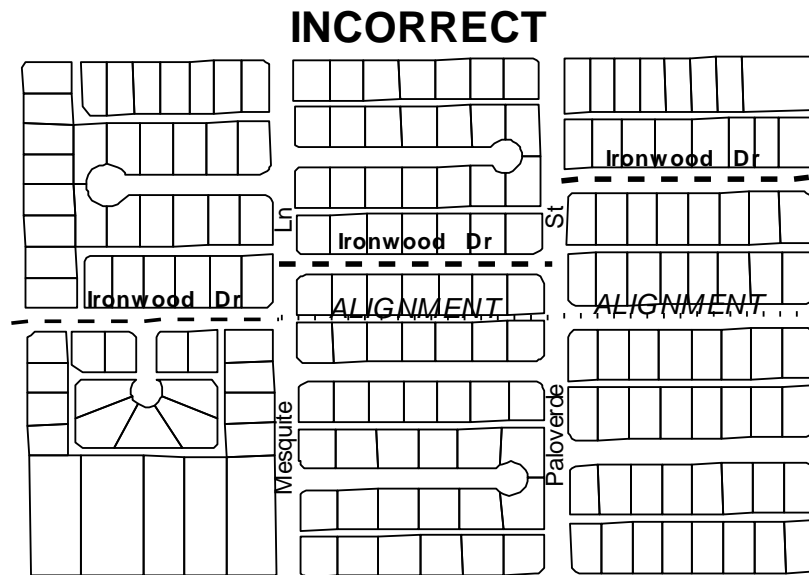 INCORRECT
Ironwood Dr
Ln
St
Ironwood Dr
Ironwood Dr
ALIGNMENT
ALIGNMENT
Mesquite
Paloverde